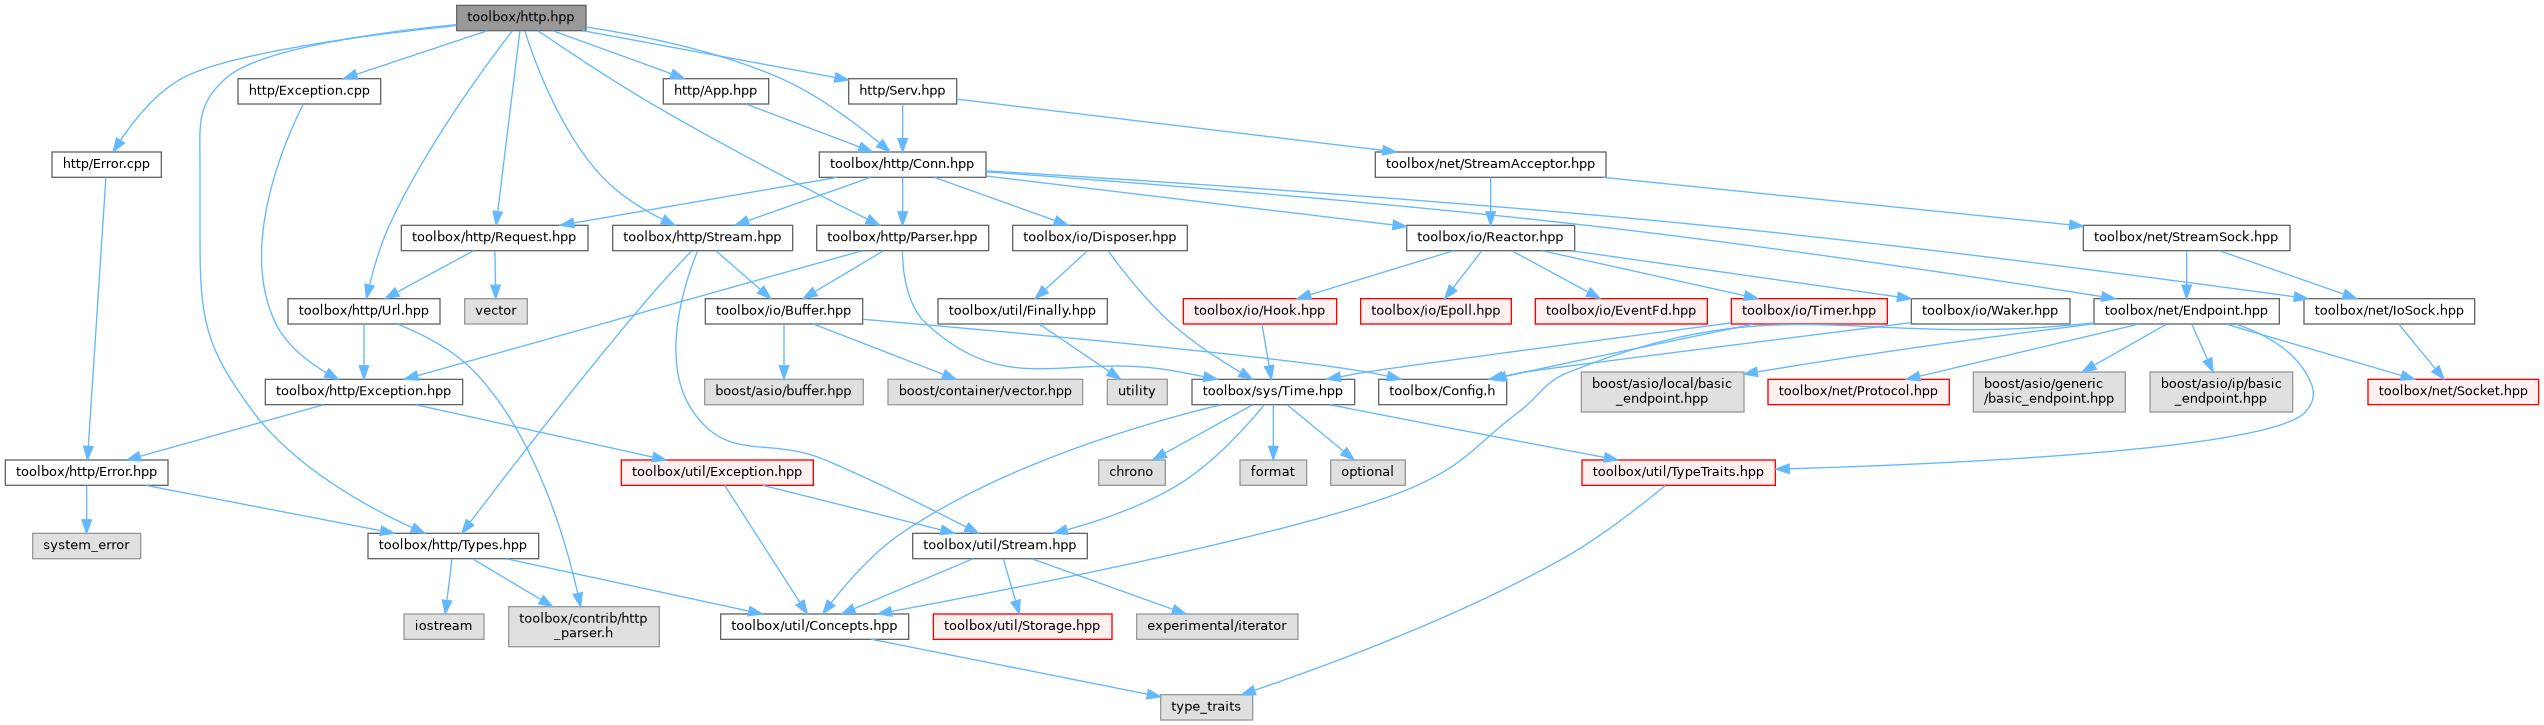 toolbox/http.hpp
http/Exception.cpp
http/App.hpp
http/Serv.hpp
http/Error.cpp
toolbox/http/Conn.hpp
toolbox/net/StreamAcceptor.hpp
toolbox/http/Request.hpp
toolbox/http/Stream.hpp
toolbox/http/Parser.hpp
toolbox/io/Disposer.hpp
toolbox/io/Reactor.hpp
toolbox/net/StreamSock.hpp
toolbox/http/Url.hpp
vector
toolbox/io/Buffer.hpp
toolbox/util/Finally.hpp
toolbox/io/Hook.hpp
toolbox/io/Epoll.hpp
toolbox/io/EventFd.hpp
toolbox/io/Timer.hpp
toolbox/io/Waker.hpp
toolbox/net/Endpoint.hpp
toolbox/net/IoSock.hpp
toolbox/http/Exception.hpp
boost/asio/buffer.hpp
boost/container/vector.hpp
utility
toolbox/sys/Time.hpp
toolbox/Config.h
boost/asio/local/basic
_endpoint.hpp
toolbox/net/Protocol.hpp
boost/asio/generic
/basic_endpoint.hpp
boost/asio/ip/basic
_endpoint.hpp
toolbox/net/Socket.hpp
toolbox/http/Error.hpp
toolbox/util/Exception.hpp
chrono
format
optional
toolbox/util/TypeTraits.hpp
system_error
toolbox/http/Types.hpp
toolbox/util/Stream.hpp
iostream
toolbox/contrib/http
_parser.h
toolbox/util/Concepts.hpp
toolbox/util/Storage.hpp
experimental/iterator
type_traits